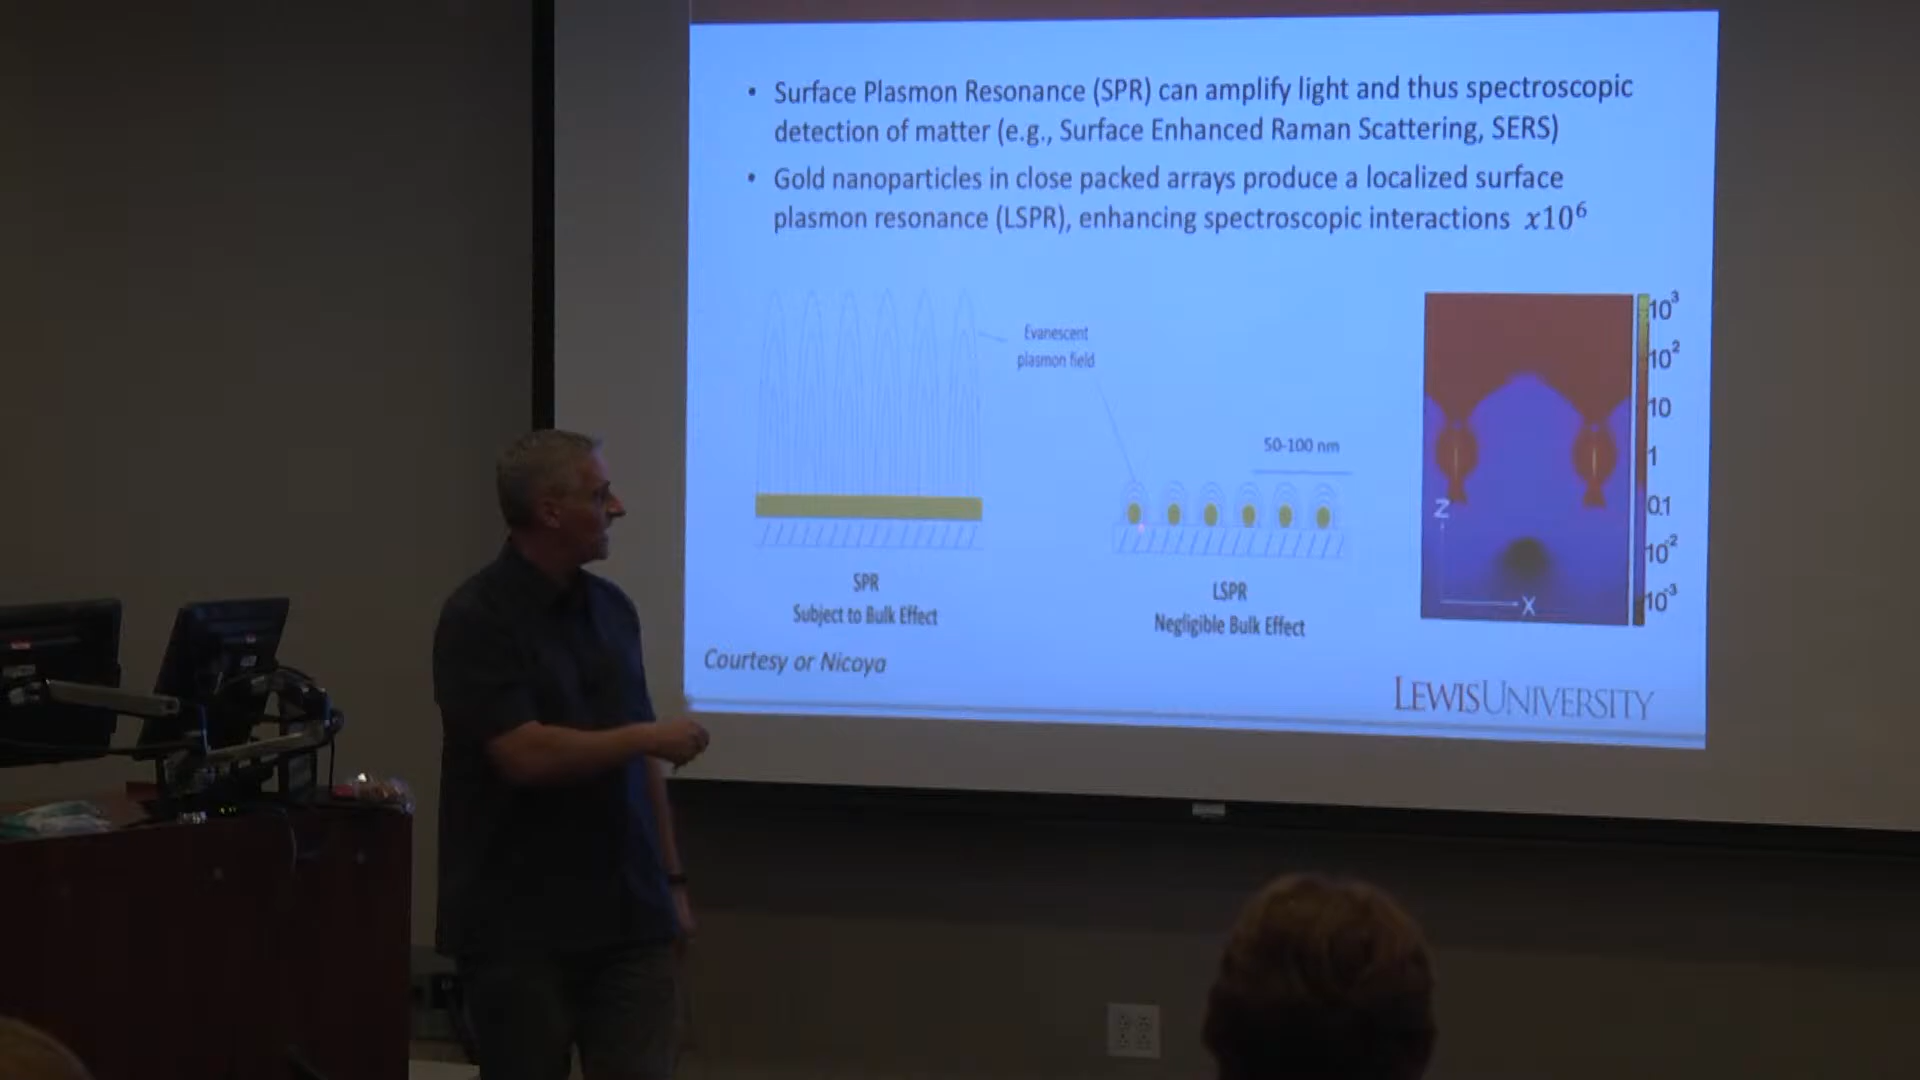 • Surface Plasmon Resonance (SPR) can amplify light and thus spectroscopic
detection of matter (e.g., Surface Enhanced Raman Scattering, SERS)
• Gold nanoparticles in close packed arrays produce a localized surface
plasmon resonance (LSPR), enhancing spectroscopic interactions x10⁶
Evanescent
plasmon field
50-100 nm
SPR
Subject to Bulk Effect
LSPR
Negligible Bulk Effect
Z
X
10³
10²
10
1
0.1
10⁻²
10⁻³
Courtesy or Nicoya
LEWIS UNIVERSITY